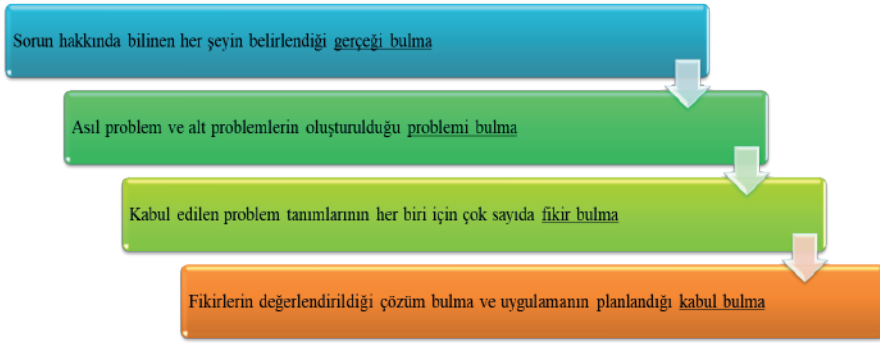 Sorun hakkında bilinen her şeyin belirlendiği gerçeği bulma
Asıl problem ve alt problemlerin oluşturulduğu problemi bulma
Kabul edilen problem tanımlarının her biri için çok sayıda fikir bulma
Fikirlerin değerlendirildiği çözüm bulma ve uygulamanın planlandığı kabul bulma